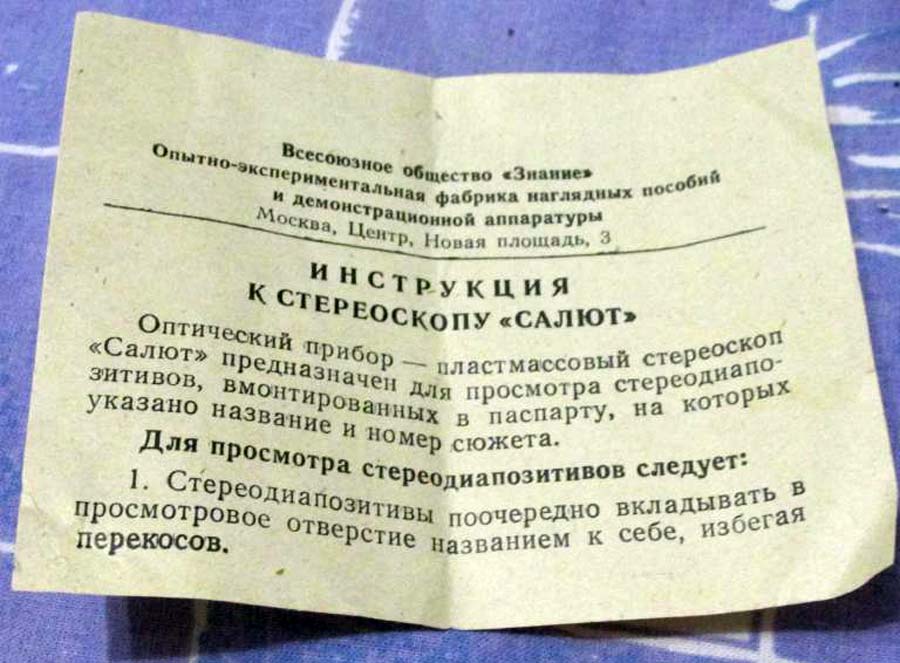 Всесоюзное общество «Знание»
Опытно-экспериментальная фабрика наглядных пособий
и демонстрационной аппаратуры
Москва, Центр, Новая площадь, 3
ИНСТРУКЦИЯ
К СТЕРЕОСКОПУ «САЛЮТ»
Оптический прибор — пластмассовый стереоскоп
«Салют» предназначен для просмотра стереодиапо-
зитивов, вмонтированных в паспарту, на которых
указано название и номер сюжета.
Для просмотра стереодиапозитивов следует:
1. Стереодиапозитивы поочередно вкладывать в
просмотровое отверстие названием к себе, избегая
перекосов.